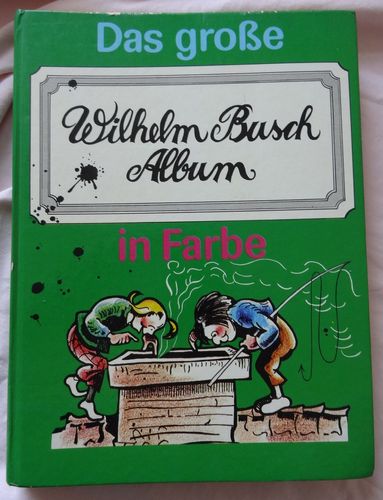 Das große
Wilhelm Busch
Album
in Farbe